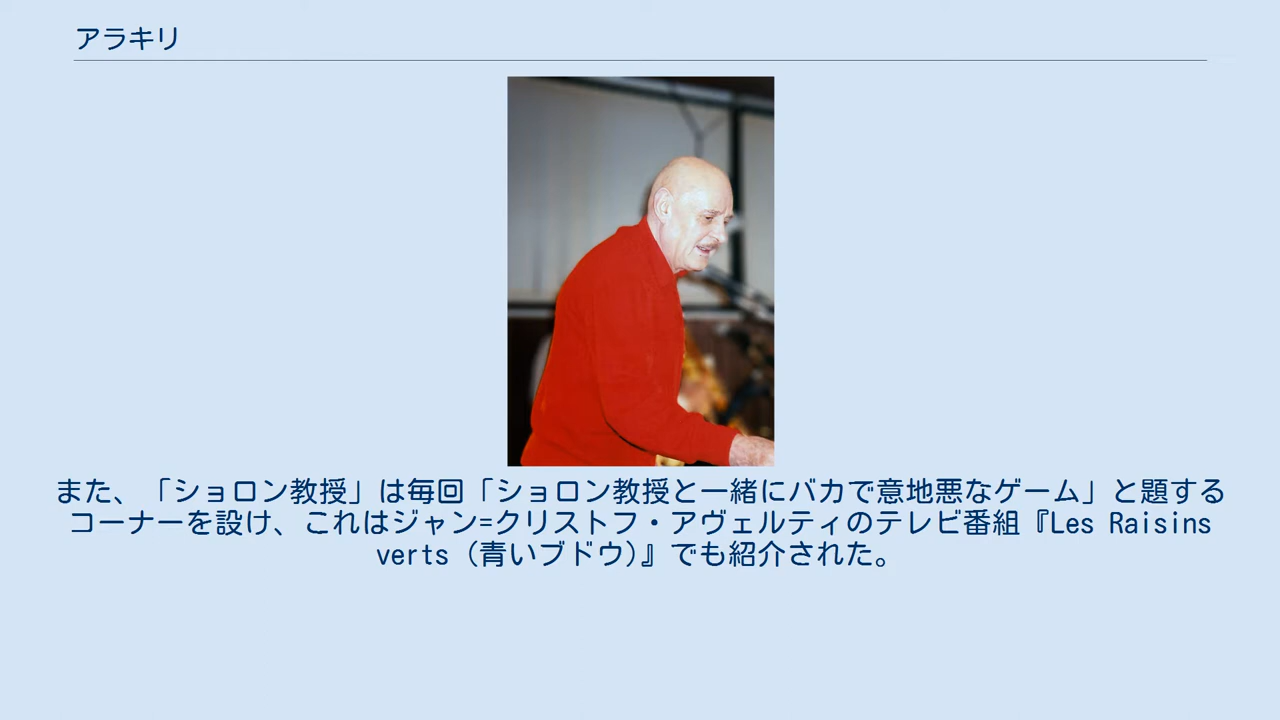 アラキリ
また、「ショロン教授」は毎回「ショロン教授と一緒にバカで意地悪なゲーム」と題する
コーナーを設け、これはジャン=クリストフ・アヴェルティのテレビ番組『Les Raisins
verts（青いブドウ)』でも紹介された。